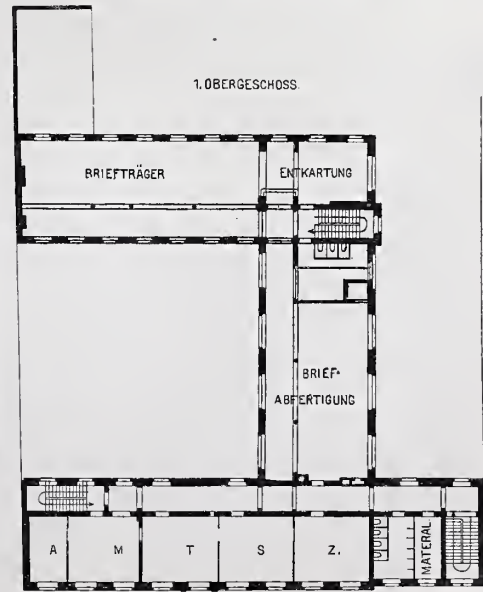 1. OBERGESCHOSS.
BRIEFTRÄGER
ENTKARTUNG
BRIEF-
ABFERTIGUNG
A M T S Z.
MATERAL